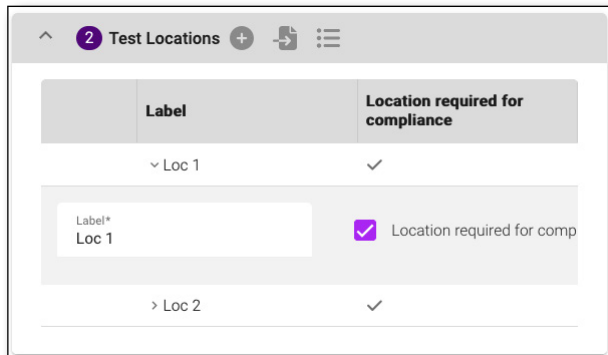 2 Test Locations
Label
Location required for
compliance
Loc 1
Label*
Loc 1
Location required for comp
Loc 2